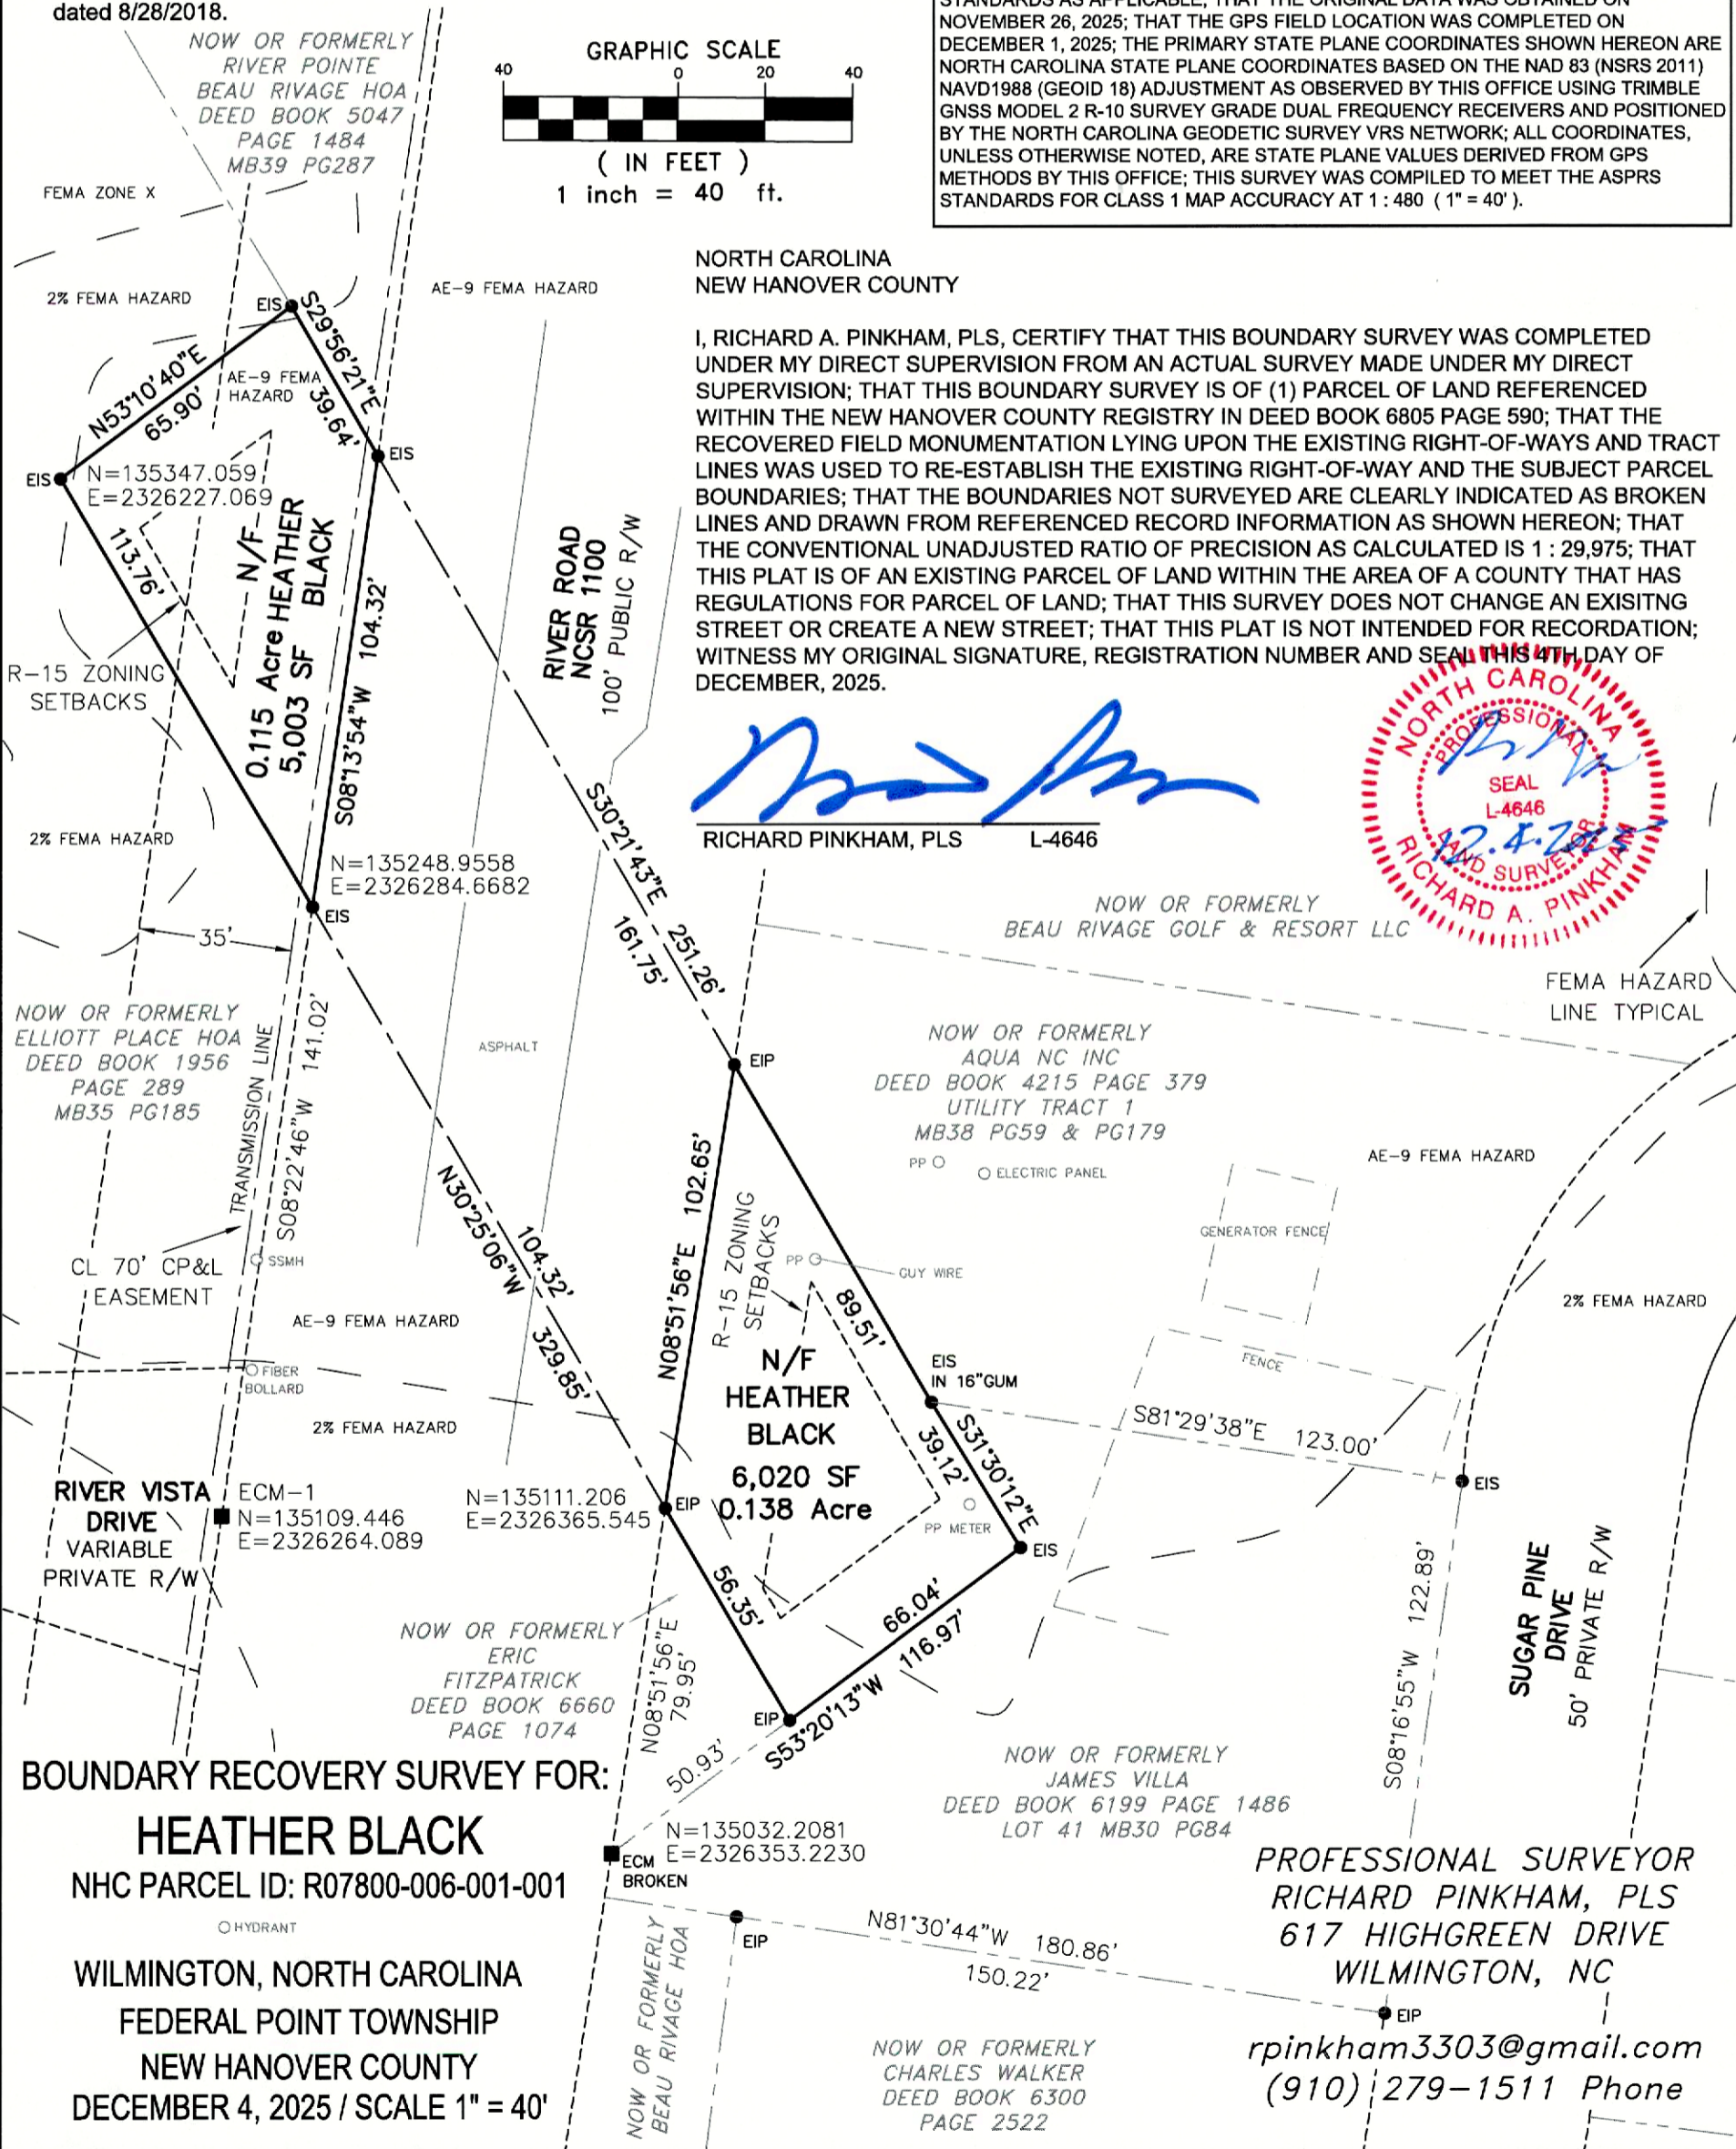 dated 8/28/2018.
NOW OR FORMERLY
RIVER POINTE
BEAU RIVAGE HOA
DEED BOOK 5047
PAGE 1484
MB39 PG287
FEMA ZONE X
GRAPHIC SCALE
40 0 20 40
( IN FEET )
1 inch = 40 ft.
STANDARDS AS APPLICABLE; THAT THE ORIGINAL DATA WAS OBTAINED ON
NOVEMBER 26, 2025; THAT THE GPS FIELD LOCATION WAS COMPLETED ON
DECEMBER 1, 2025; THE PRIMARY STATE PLANE COORDINATES SHOWN HEREON ARE
NORTH CAROLINA STATE PLANE COORDINATES BASED ON THE NAD 83 (NSRS 2011)
NAVD1988 (GEOID 18) ADJUSTMENT AS OBSERVED BY THIS OFFICE USING TRIMBLE
GNSS MODEL 2 R-10 SURVEY GRADE DUAL FREQUENCY RECEIVERS AND POSITIONED
BY THE NORTH CAROLINA GEODETIC SURVEY VRS NETWORK; ALL COORDINATES,
UNLESS OTHERWISE NOTED, ARE STATE PLANE VALUES DERIVED FROM GPS
METHODS BY THIS OFFICE; THIS SURVEY WAS COMPILED TO MEET THE ASPRS
STANDARDS FOR CLASS 1 MAP ACCURACY AT 1 : 480 ( 1" = 40' ).
NORTH CAROLINA
NEW HANOVER COUNTY
I, RICHARD A. PINKHAM, PLS, CERTIFY THAT THIS BOUNDARY SURVEY WAS COMPLETED
UNDER MY DIRECT SUPERVISION FROM AN ACTUAL SURVEY MADE UNDER MY DIRECT
SUPERVISION; THAT THIS BOUNDARY SURVEY IS OF (1) PARCEL OF LAND REFERENCED
WITHIN THE NEW HANOVER COUNTY REGISTRY IN DEED BOOK 6805 PAGE 590; THAT THE
RECOVERED FIELD MONUMENTATION LYING UPON THE EXISTING RIGHT-OF-WAYS AND TRACT
LINES WAS USED TO RE-ESTABLISH THE EXISTING RIGHT-OF-WAY AND THE SUBJECT PARCEL
BOUNDARIES; THAT THE BOUNDARIES NOT SURVEYED ARE CLEARLY INDICATED AS BROKEN
LINES AND DRAWN FROM REFERENCED RECORD INFORMATION AS SHOWN HEREON; THAT
THE CONVENTIONAL UNADJUSTED RATIO OF PRECISION AS CALCULATED IS 1 : 29,975; THAT
THIS PLAT IS OF AN EXISTING PARCEL OF LAND WITHIN THE AREA OF A COUNTY THAT HAS
REGULATIONS FOR PARCEL OF LAND; THAT THIS SURVEY DOES NOT CHANGE AN EXISITNG
STREET OR CREATE A NEW STREET; THAT THIS PLAT IS NOT INTENDED FOR RECORDATION;
WITNESS MY ORIGINAL SIGNATURE, REGISTRATION NUMBER AND SEAL THIS 4TH DAY OF
DECEMBER, 2025.
RICHARD PINKHAM, PLS L-4646
NORTH CAROLINA
PROFESSIONAL
SEAL
L-4646
12.4.2025
LAND SURVEYOR
RICHARD A. PINKHAM
2% FEMA HAZARD
EIS
S29°56'21"E
39.64'
AE-9 FEMA HAZARD
N53°10'40"E
65.90'
AE-9 FEMA
HAZARD
EIS
EIS
N=135347.059
E=2326227.069
113.76'
N/F
HEATHER
BLACK
0.115 Acre
5,003 SF
S08°13'54"W 104.32'
R-15 ZONING
SETBACKS
RIVER ROAD
NCSR 1100
100' PUBLIC R/W
2% FEMA HAZARD
N=135248.9558
E=2326284.6682
EIS
35'
S30°21'43"E 251.26'
161.75'
NOW OR FORMERLY
BEAU RIVAGE GOLF & RESORT LLC
FEMA HAZARD
LINE TYPICAL
NOW OR FORMERLY
ELLIOTT PLACE HOA
DEED BOOK 1956
PAGE 289
MB35 PG185
TRANSMISSION LINE
S08°22'46"W 141.02'
ASPHALT
EIP
NOW OR FORMERLY
AQUA NC INC
DEED BOOK 4215 PAGE 379
UTILITY TRACT 1
MB38 PG59 & PG179
PP
ELECTRIC PANEL
AE-9 FEMA HAZARD
GENERATOR FENCE
CL 70' CP&L
EASEMENT
SSMH
N30°25'06"W 329.85'
104.32'
N08°51'56"E 102.65'
R-15 ZONING
SETBACKS
PP
GUY WIRE
2% FEMA HAZARD
AE-9 FEMA HAZARD
FIBER
BOLLARD
89.51'
FENCE
N/F
HEATHER
BLACK
6,020 SF
0.138 Acre
EIS
IN 16"GUM
S31°30'12"E
39.12'
S81°29'38"E 123.00'
EIS
2% FEMA HAZARD
RIVER VISTA
DRIVE
VARIABLE
PRIVATE R/W
ECM-1
N=135109.446
E=2326264.089
N=135111.206
E=2326365.545
EIP
PP METER
EIS
56.35'
66.04'
S53°20'13"W 116.97'
EIP
50.93'
NOW OR FORMERLY
ERIC
FITZPATRICK
DEED BOOK 6660
PAGE 1074
N08°51'56"E
79.95'
SUGAR PINE
DRIVE
50' PRIVATE R/W
S08°16'55"W 122.89'
NOW OR FORMERLY
JAMES VILLA
DEED BOOK 6199 PAGE 1486
LOT 41 MB30 PG84
BOUNDARY RECOVERY SURVEY FOR:
HEATHER BLACK
NHC PARCEL ID: R07800-006-001-001
HYDRANT
WILMINGTON, NORTH CAROLINA
FEDERAL POINT TOWNSHIP
NEW HANOVER COUNTY
DECEMBER 4, 2025 / SCALE 1" = 40'
N=135032.2081
E=2326353.2230
ECM
BROKEN
EIP
N81°30'44"W 180.86'
150.22'
EIP
NOW OR FORMERLY
BEAU RIVAGE HOA
NOW OR FORMERLY
CHARLES WALKER
DEED BOOK 6300
PAGE 2522
PROFESSIONAL SURVEYOR
RICHARD PINKHAM, PLS
617 HIGHGREEN DRIVE
WILMINGTON, NC
rpinkham3303@gmail.com
(910) 279-1511 Phone